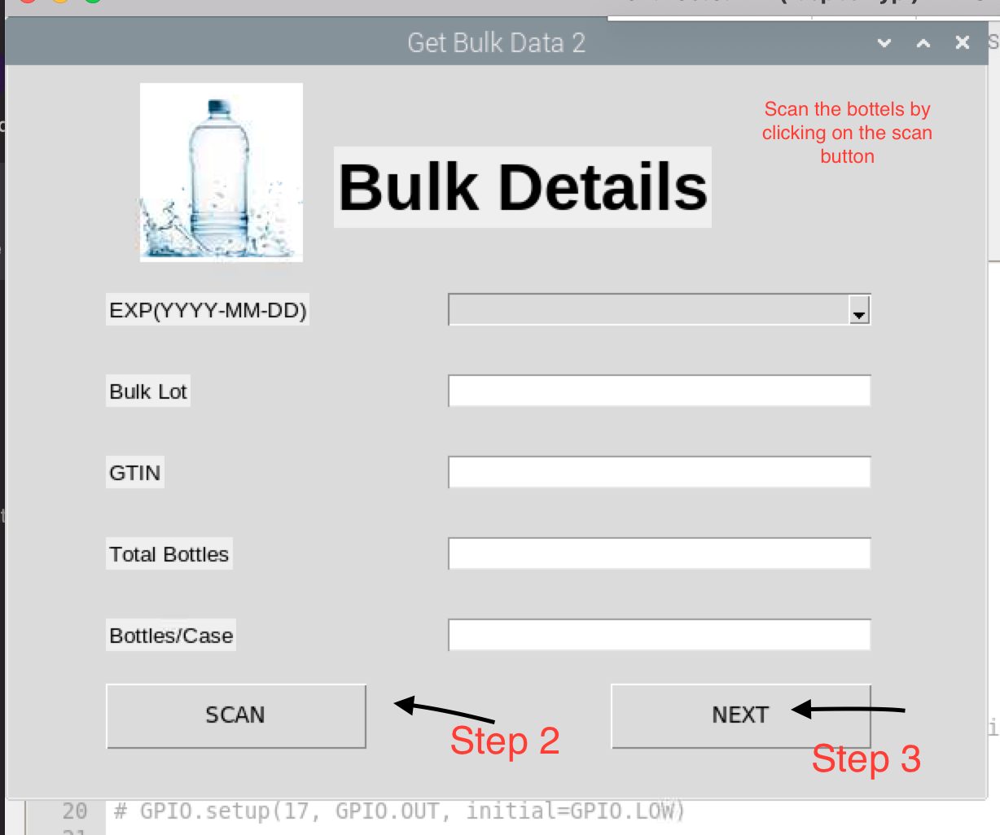 Get Bulk Data 2
Scan the bottels by
clicking on the scan
button
Bulk Details
EXP(YYYY-MM-DD)
Bulk Lot
GTIN
Total Bottles
Bottles/Case
SCAN
NEXT
Step 2
Step 3
20 # GPIO.setup(17, GPIO.OUT, initial=GPIO.LOW)